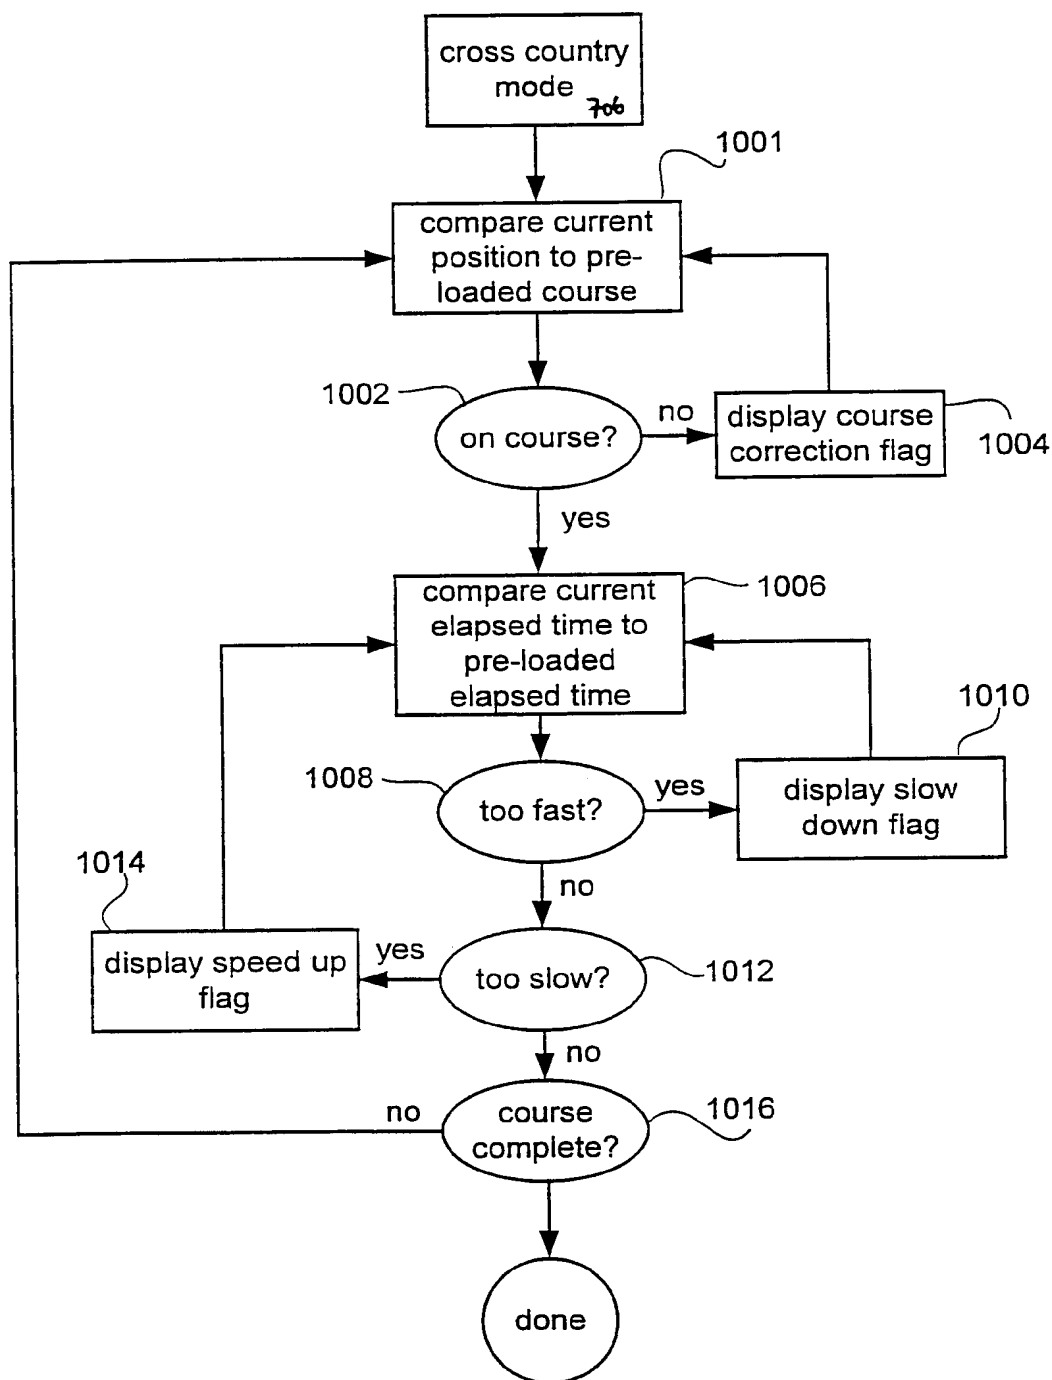 cross country
mode
706
1001
compare current
position to pre-
loaded course
1002
on course?
no
display course
correction flag
1004
yes
compare current
elapsed time to
pre-loaded
elapsed time
1006
1008
too fast?
yes
display slow
down flag
1010
no
1014
display speed up
flag
yes
too slow?
1012
no
no
course
complete?
1016
done